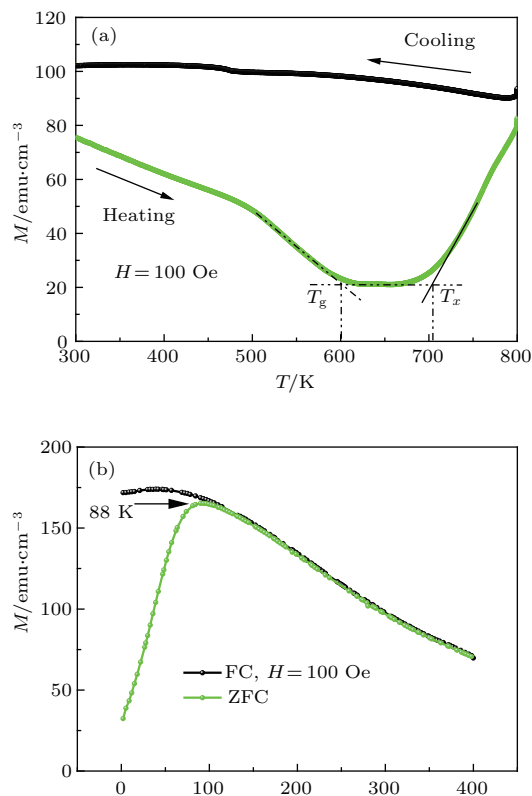 (a)
Cooling
Heating
H=100 Oe
T_g
T_x
M/emu·cm⁻³
120
100
80
60
40
20
0
300
400
500
600
700
800
T/K
(b)
88 K
FC, H=100 Oe
ZFC
M/emu·cm⁻³
200
150
100
50
0
0
100
200
300
400